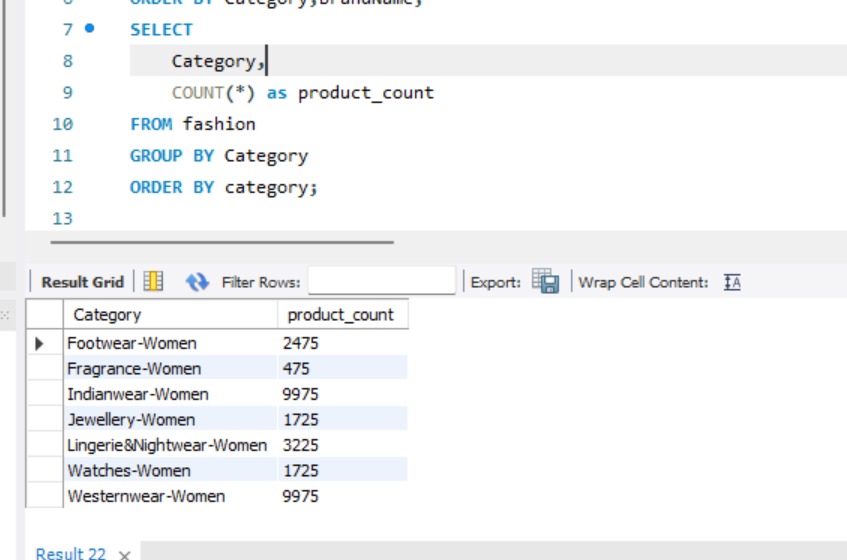 6 ORDER BY Category,BrandName;
7 SELECT
8 Category,
9 COUNT(*) as product_count
10 FROM fashion
11 GROUP BY Category
12 ORDER BY category;
13
Result Grid Filter Rows: Export: Wrap Cell Content:
Category product_count
Footwear-Women 2475
Fragrance-Women 475
Indianwear-Women 9975
Jewellery-Women 1725
Lingerie&Nightwear-Women 3225
Watches-Women 1725
Westernwear-Women 9975
Result 22